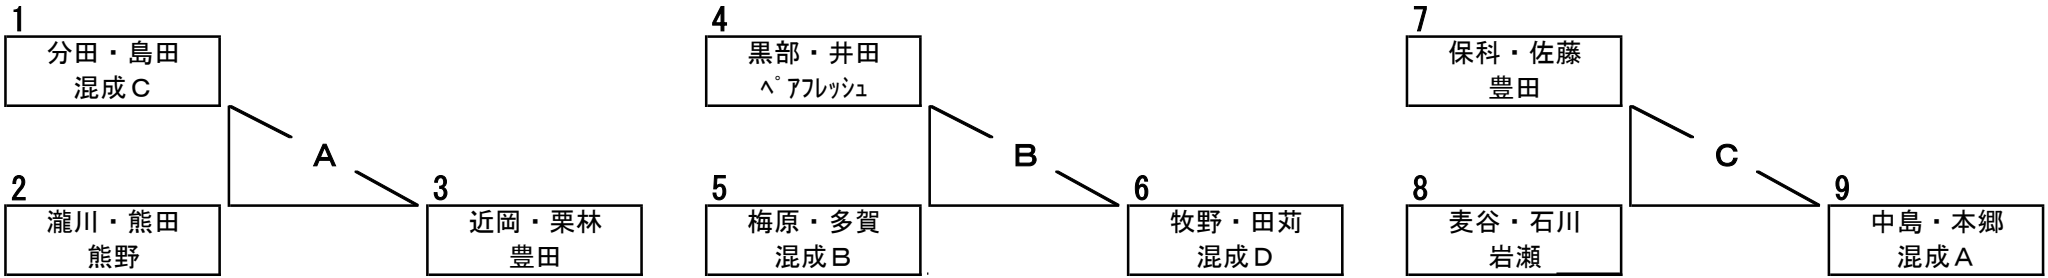 1
分田・島田
混成Ｃ
2
瀧川・熊田
熊野
A
3
近岡・栗林
豊田
4
黒部・井田
ﾍﾟｱﾌﾚｯｼｭ
5
梅原・多賀
混成Ｂ
B
6
牧野・田苅
混成Ｄ
7
保科・佐藤
豊田
8
麦谷・石川
岩瀬
C
9
中島・本郷
混成Ａ